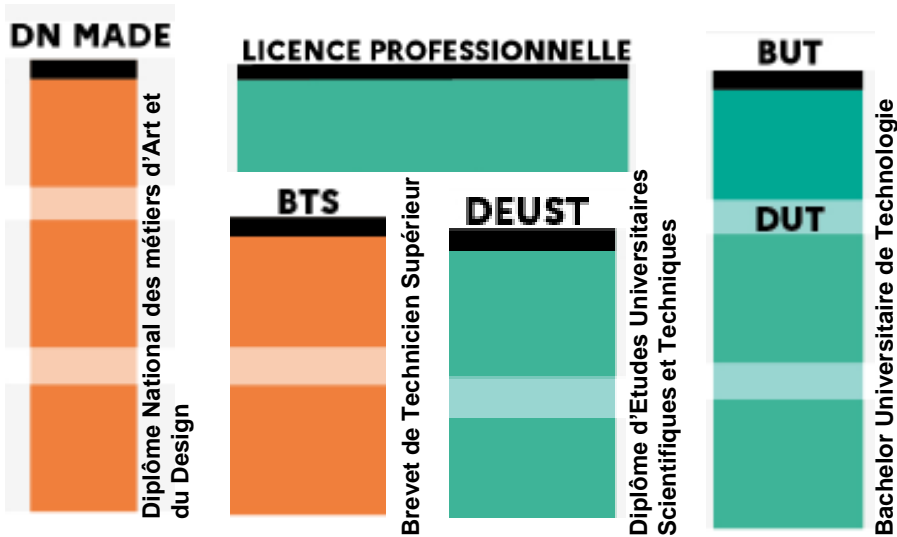 DN MADE
Diplôme National des métiers d'Art et
du Design
LICENCE PROFESSIONNELLE
BTS
Brevet de Technicien Supérieur
DEUST
Diplôme d'Etudes Universitaires
Scientifiques et Techniques
BUT
DUT
Bachelor Universitaire de Technologie